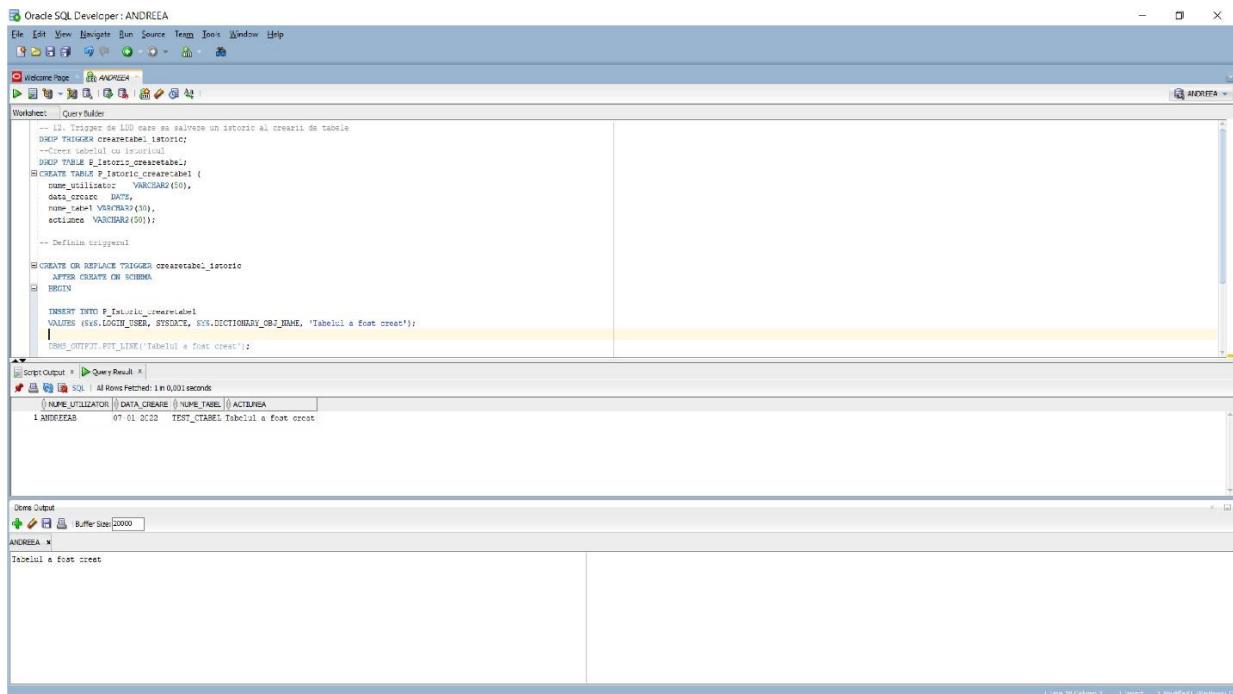 Oracle SQL Developer : ANDREEA
File Edit View Navigate Run Source Team Tools Window Help
Welcome Page ANDREEA
ANDREEA
Worksheet Query Builder
-- 12. Trigger de LDD care sa salveze un istoric al crearii de tabele
DROP TRIGGER crearetabel_istoric;
--Creez tabelul cu istoricul
DROP TABLE P_Istoric_crearetabel;
CREATE TABLE P_Istoric_crearetabel (
nume_utilizator VARCHAR2(50),
data_creare DATE,
nume_tabel VARCHAR2(30),
actiunea VARCHAR2(50));
-- Definim triggerul
CREATE OR REPLACE TRIGGER crearetabel_istoric
AFTER CREATE ON SCHEMA
BEGIN
INSERT INTO P_Istoric_crearetabel
VALUES (SYS.LOGIN_USER, SYSDATE, SYS.DICTIONARY_OBJ_NAME, 'Tabelul a fost creat');
DBMS_OUTPUT.PUT_LINE('Tabelul a fost creat');
Script Output x Query Result x
SQL | All Rows Fetched: 1 in 0,001 seconds
NUME_UTILIZATOR DATA_CREARE NUME_TABEL ACTIUNEA
1 ANDREEAB 07-01-2022 TEST_CTABEL Tabelul a fost creat
Dbms Output
Buffer Size: 20000
ANDREEA x
Tabelul a fost creat